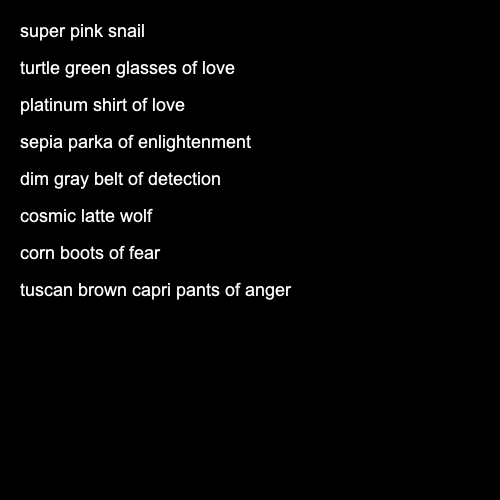 super pink snail
turtle green glasses of love
platinum shirt of love
sepia parka of enlightenment
dim gray belt of detection
cosmic latte wolf
corn boots of fear
tuscan brown capri pants of anger